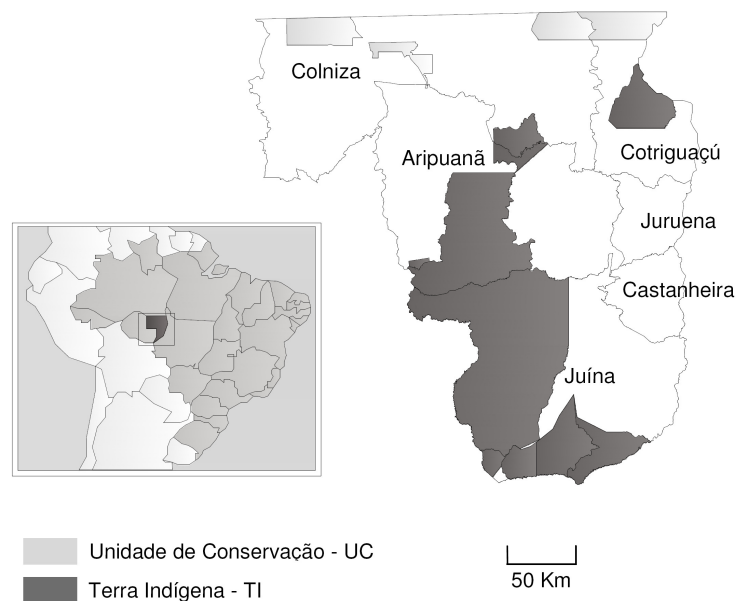 Colniza
Aripuanã
Cotriguaçú
Juruena
Castanheira
Juína
Unidade de Conservação - UC
Terra Indígena - TI
50 Km